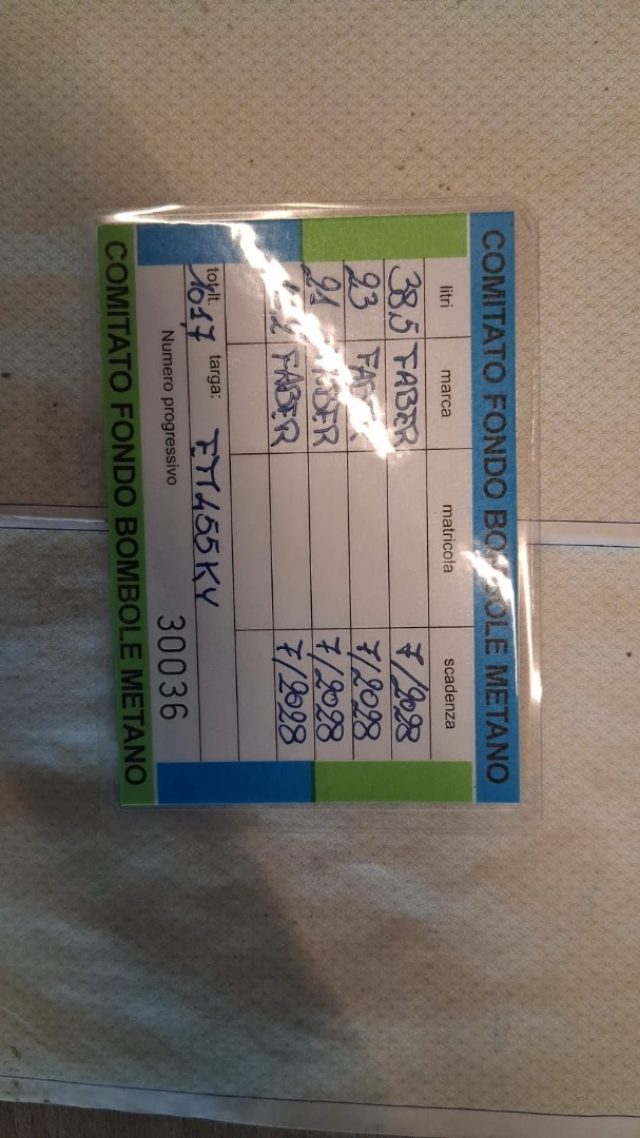 COMITATO FONDO BOMBOLE METANO
litri marca matricola scadenza
38,5 FABER 7/2028
23 7/2028
21 7/2028
FABER 7/2028
tot.lt. 101,7 targa: FM455KY
Numero progressivo 30036
COMITATO FONDO BOMBOLE METANO